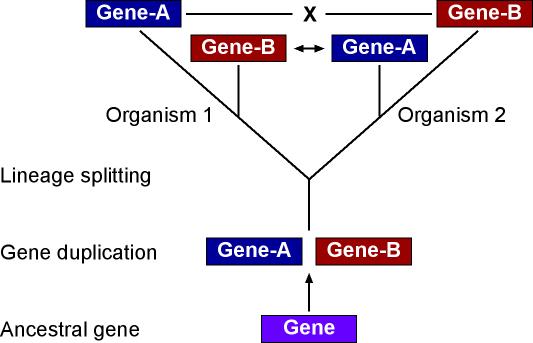 Gene-A X Gene-B
Gene-B Gene-A
Organism 1 Organism 2
Lineage splitting
Gene duplication Gene-A Gene-B
Ancestral gene Gene